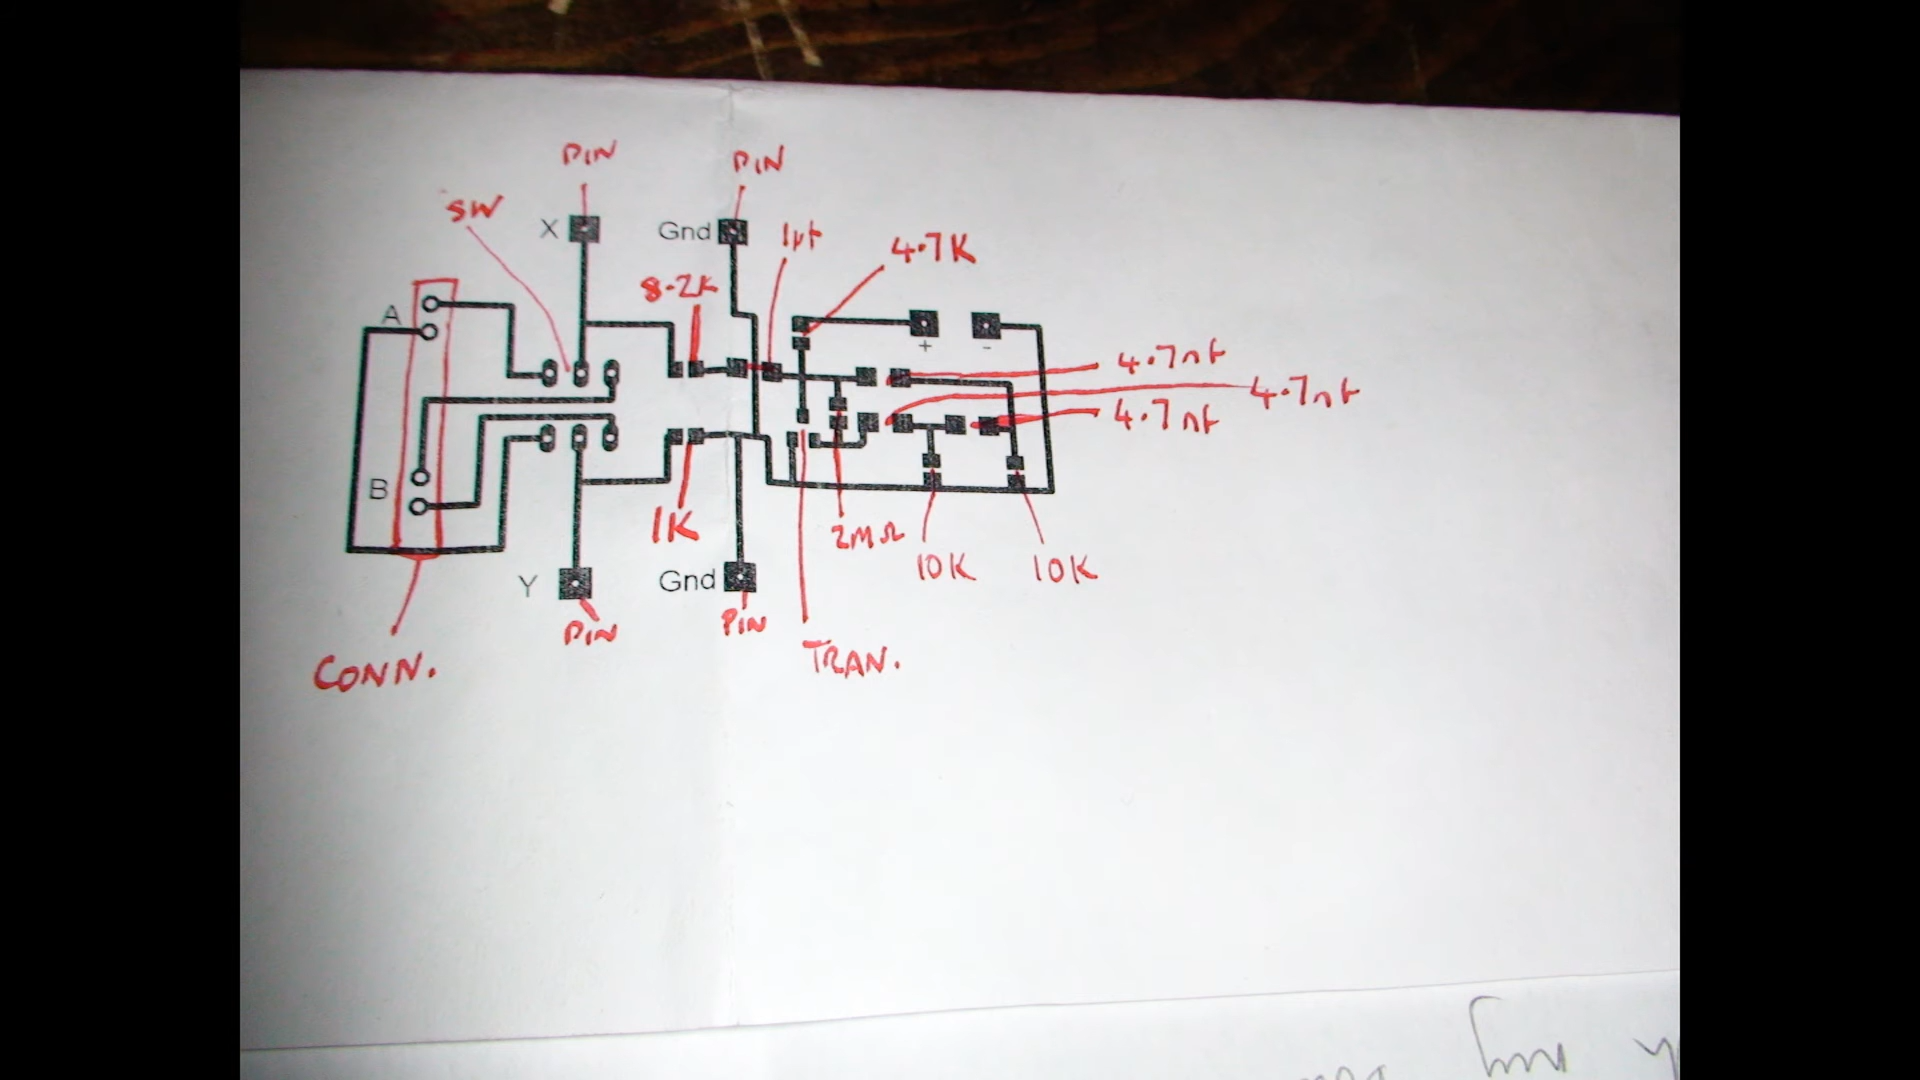 PIN
PIN
SW
X
Gnd
1µf
4.7K
8.2K
A
+
-
4.7nf
4.7nf
4.7nf
B
1K
2MΩ
10K
10K
Y
Gnd
PIN
PIN
CONN.
TRAN.